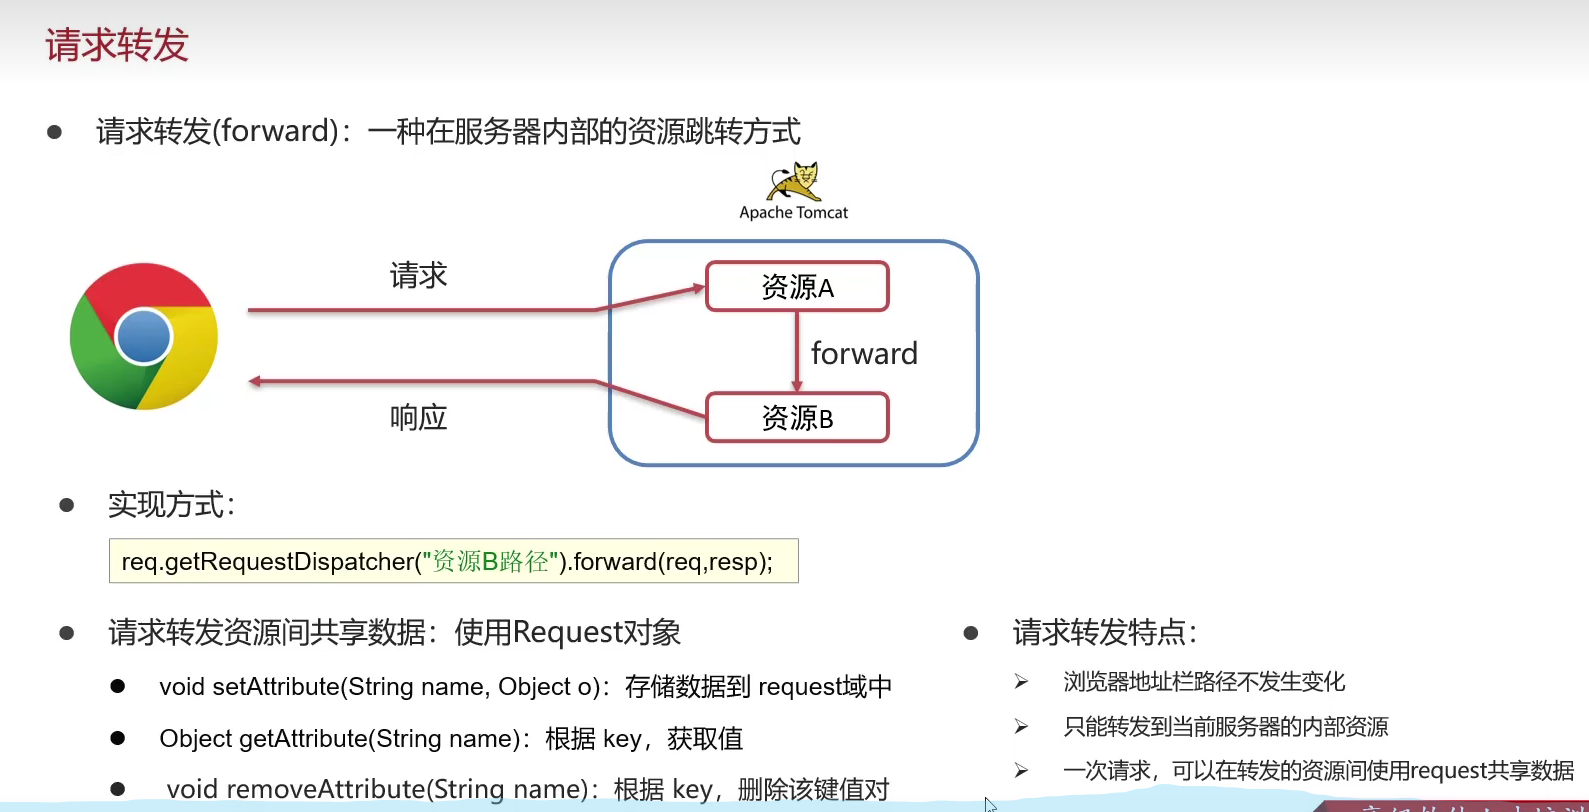 请求转发
请求转发(forward)：一种在服务器内部的资源跳转方式
Apache Tomcat
请求
资源A
forward
响应
资源B
实现方式：
req.getRequestDispatcher("资源B路径").forward(req,resp);
请求转发资源间共享数据：使用Request对象
void setAttribute(String name, Object o)：存储数据到 request域中
Object getAttribute(String name)：根据 key，获取值
void removeAttribute(String name)：根据 key，删除该键值对
请求转发特点：
浏览器地址栏路径不发生变化
只能转发到当前服务器的内部资源
一次请求，可以在转发的资源间使用request共享数据